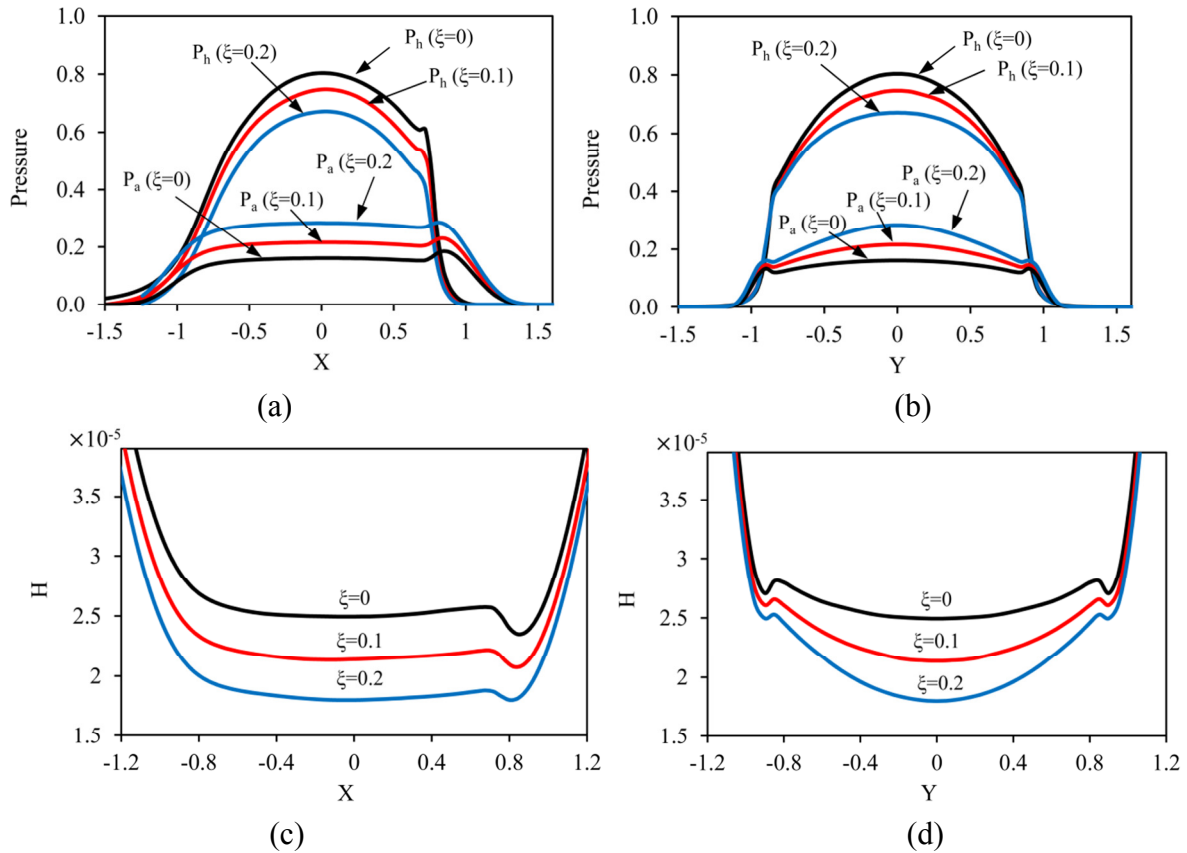 1.0
0.8
0.6
0.4
0.2
0.0
Pressure
-1.5 -1 -0.5 0 0.5 1 1.5
X
P_h (ξ=0.2)
P_h (ξ=0)
P_h (ξ=0.1)
P_a (ξ=0.2
P_a (ξ=0)
P_a (ξ=0.1)
(a)
1.0
0.8
0.6
0.4
0.2
0.0
Pressure
-1.5 -1 -0.5 0 0.5 1 1.5
Y
P_h (ξ=0)
P_h (ξ=0.2)
P_h (ξ=0.1)
P_a (ξ=0.2)
P_a (ξ=0.1)
P_a (ξ=0)
(b)
×10⁻⁵
3.5
3
2.5
2
1.5
H
ξ=0
ξ=0.1
ξ=0.2
-1.2 -0.8 -0.4 0 0.4 0.8 1.2
X
(c)
×10⁻⁵
3.5
3
2.5
2
1.5
H
ξ=0
ξ=0.1
ξ=0.2
-1.2 -0.8 -0.4 0 0.4 0.8 1.2
Y
(d)